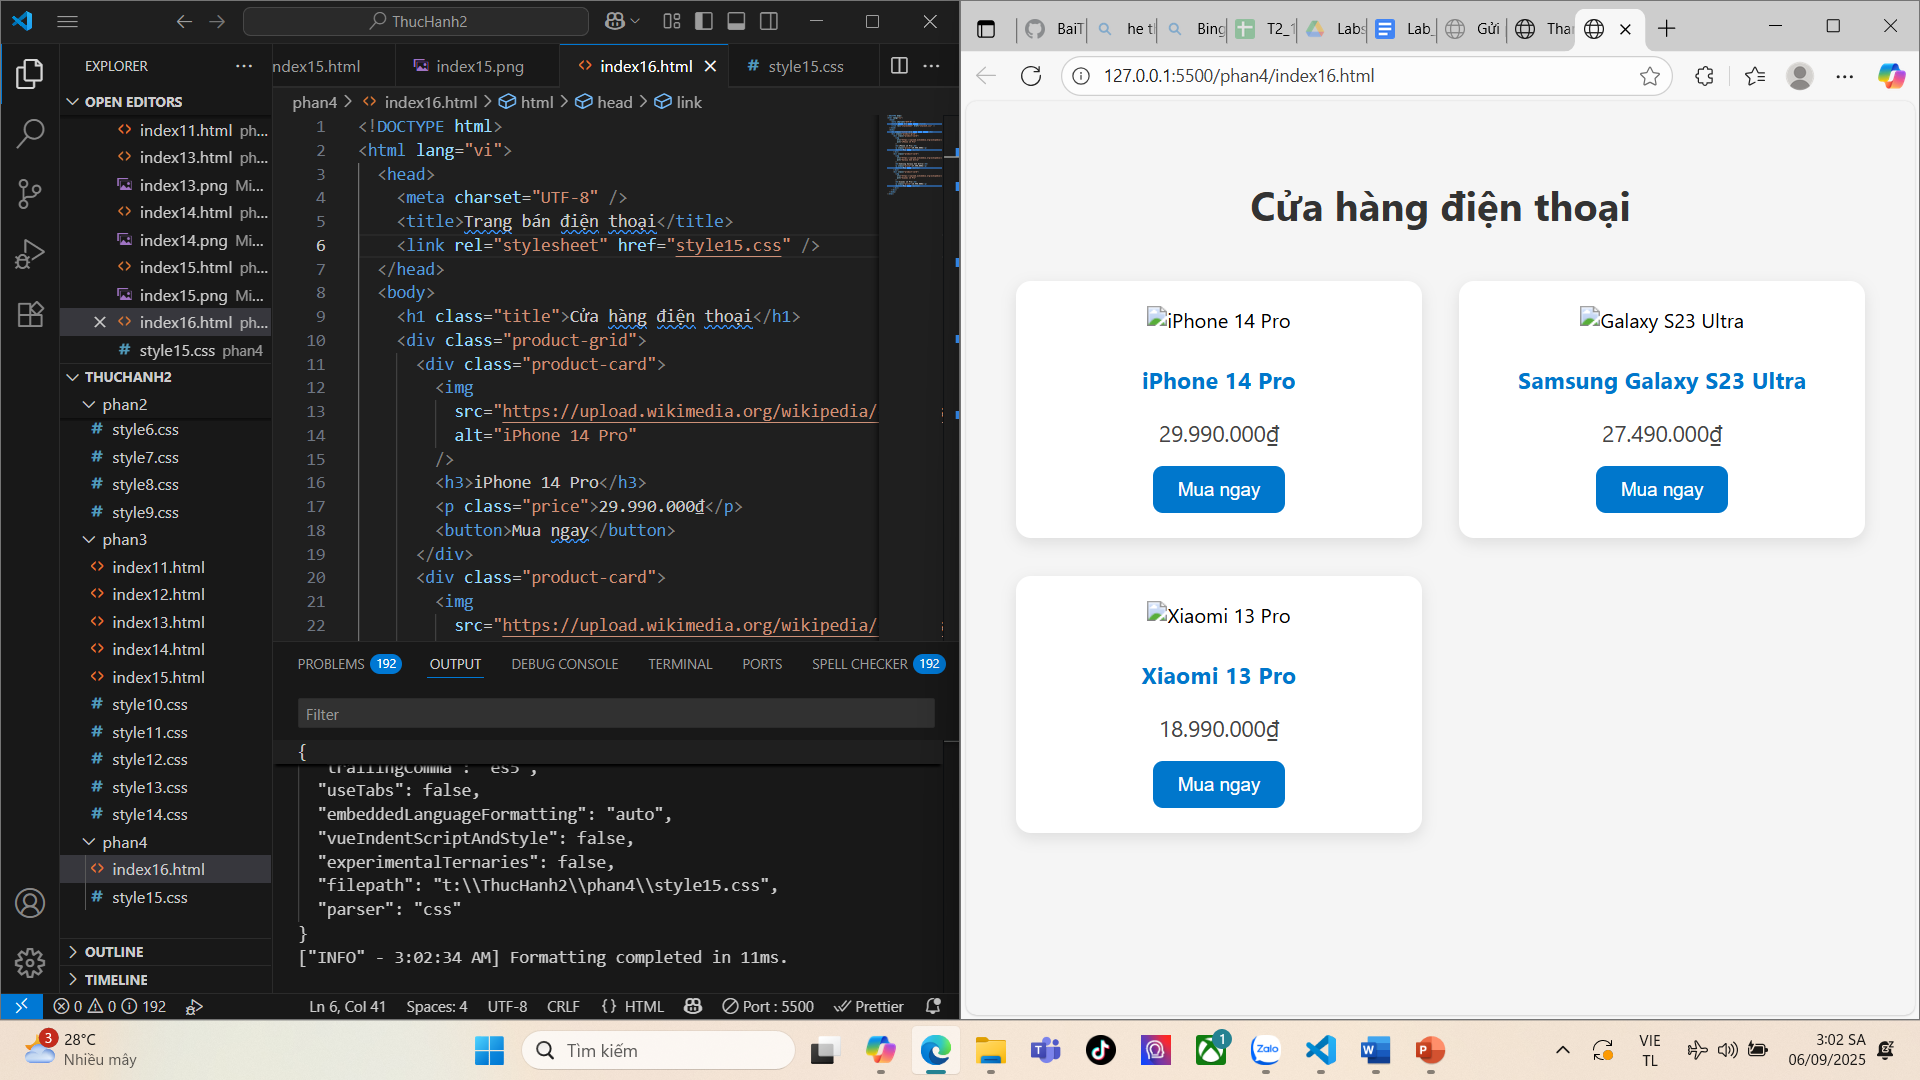 ThucHanh2
EXPLORER
OPEN EDITORS
index11.html ph...
index13.html ph...
index13.png Mi...
index14.html ph...
index14.png Mi...
index15.html ph...
index15.png Mi...
index16.html ph...
style15.css phan4
THUCHANH2
phan2
style6.css
style7.css
style8.css
style9.css
phan3
index11.html
index12.html
index13.html
index14.html
index15.html
style10.css
style11.css
style12.css
style13.css
style14.css
phan4
index16.html
style15.css
OUTLINE
TIMELINE
ndex15.html index15.png index16.html style15.css
phan4 > index16.html > html > head > link
1 <!DOCTYPE html>
2 <html lang="vi">
3 <head>
4 <meta charset="UTF-8" />
5 <title>Trang bán điện thoại</title>
6 <link rel="stylesheet" href="style15.css" />
7 </head>
8 <body>
9 <h1 class="title">Cửa hàng điện thoại</h1>
10 <div class="product-grid">
11 <div class="product-card">
12 <img
13 src="https://upload.wikimedia.org/wikipedia/
14 alt="iPhone 14 Pro"
15 />
16 <h3>iPhone 14 Pro</h3>
17 <p class="price">29.990.000₫</p>
18 <button>Mua ngay</button>
19 </div>
20 <div class="product-card">
21 <img
22 src="https://upload.wikimedia.org/wikipedia/
PROBLEMS 192 OUTPUT DEBUG CONSOLE TERMINAL PORTS SPELL CHECKER 192
Filter
{
"trailingComma": "es5",
"useTabs": false,
"embeddedLanguageFormatting": "auto",
"vueIndentScriptAndStyle": false,
"experimentalTernaries": false,
"filepath": "t:\\ThucHanh2\\phan4\\style15.css",
"parser": "css"
}
["INFO" - 3:02:34 AM] Formatting completed in 11ms.
0 0 192 Ln 6, Col 41 Spaces: 4 UTF-8 CRLF {} HTML Port : 5500 Prettier
BaiT he tl Bing T2_1 Labs Lab_ Gửi Tha
127.0.0.1:5500/phan4/index16.html
Cửa hàng điện thoại
iPhone 14 Pro
iPhone 14 Pro
29.990.000₫
Mua ngay
Galaxy S23 Ultra
Samsung Galaxy S23 Ultra
27.490.000₫
Mua ngay
Xiaomi 13 Pro
Xiaomi 13 Pro
18.990.000₫
Mua ngay
3
28°C
Nhiều mây
Tìm kiếm
1
Zalo
VIE
TL
3:02 SA
06/09/2025